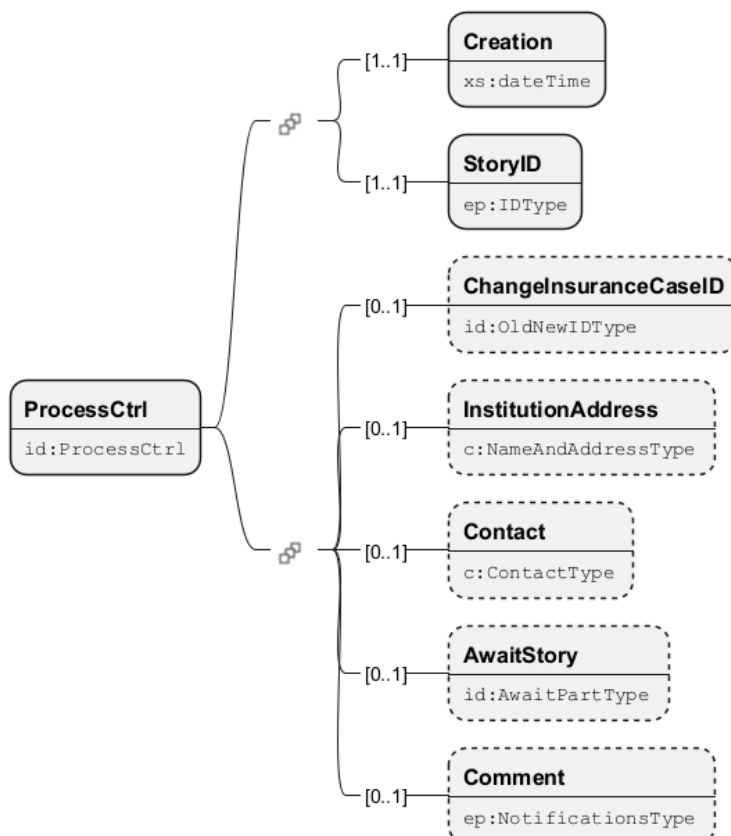 [1..1]
Creation
xs:dateTime
[1..1]
StoryID
ep:IDType
[0..1]
ChangeInsuranceCaseID
id:OldNewIDType
ProcessCtrl
id:ProcessCtrl
[0..1]
InstitutionAddress
c:NameAndAddressType
[0..1]
Contact
c:ContactType
[0..1]
AwaitStory
id:AwaitPartType
[0..1]
Comment
ep:NotificationsType